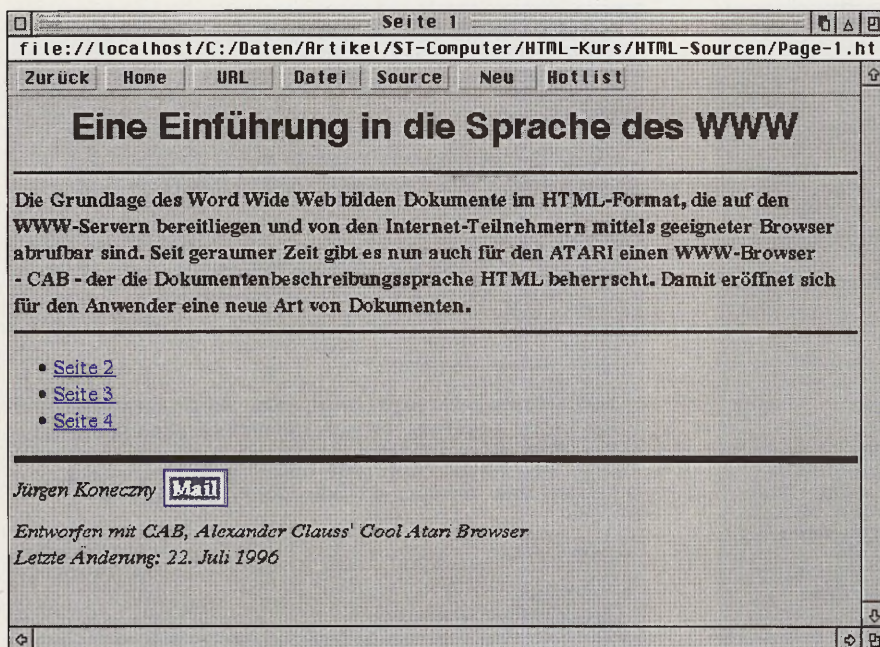 Seite 1
file://localhost/C:/Daten/Artikel/ST-Computer/HTML-Kurs/HTML-Sourcen/Page-1.ht
Zurück Home URL Datei Source Neu Hotlist
Eine Einführung in die Sprache des WWW
Die Grundlage des Word Wide Web bilden Dokumente im HTML-Format, die auf den
WWW-Servern bereitliegen und von den Internet-Teilnehmern mittels geeigneter Browser
abrufbar sind. Seit geraumer Zeit gibt es nun auch für den ATARI einen WWW-Browser
- CAB - der die Dokumentenbeschreibungssprache HTML beherrscht. Damit eröffnet sich
für den Anwender eine neue Art von Dokumenten.
• Seite 2
• Seite 3
• Seite 4
Jürgen Koneczny Mail
Entworfen mit CAB, Alexander Clauss' Cool Atari Browser
Letzte Änderung: 22. Juli 1996